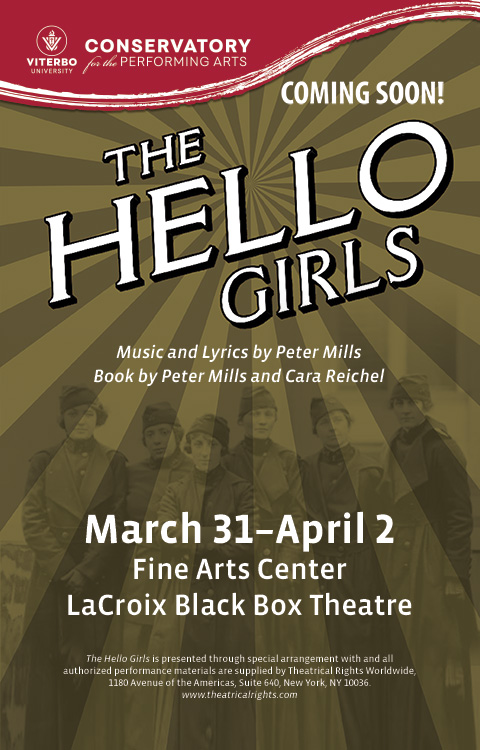 VITERBO
UNIVERSITY
CONSERVATORY
for the PERFORMING ARTS
COMING SOON!
THE
HELLO
GIRLS
Music and Lyrics by Peter Mills
Book by Peter Mills and Cara Reichel
March 31–April 2
Fine Arts Center
LaCroix Black Box Theatre
The Hello Girls is presented through special arrangement with and all
authorized performance materials are supplied by Theatrical Rights Worldwide,
1180 Avenue of the Americas, Suite 640, New York, NY 10036.
www.theatricalrights.com